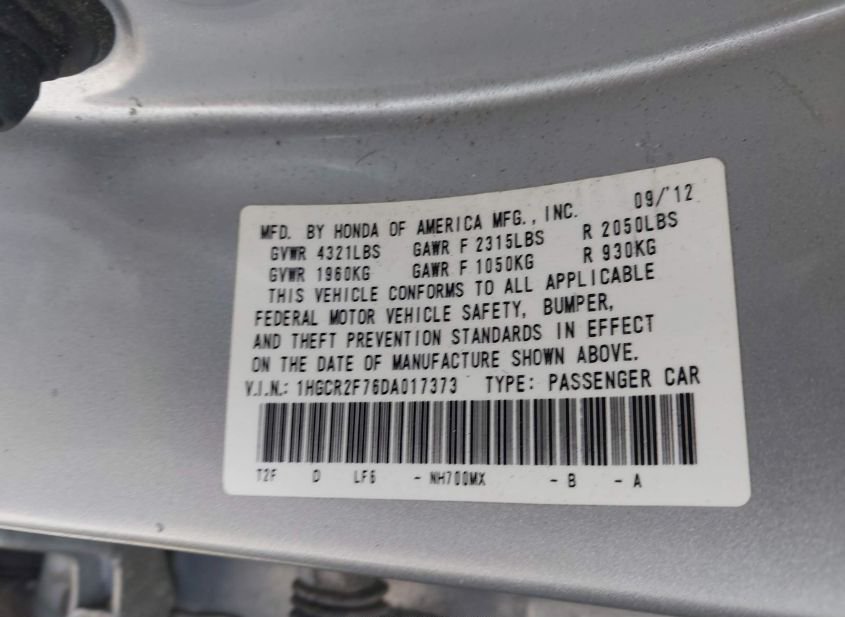 MFD. BY HONDA OF AMERICA MFG., INC. 09/'12
GVWR 4321LBS GAWR F 2315LBS R 2050LBS
GVWR 1960KG GAWR F 1050KG R 930KG
THIS VEHICLE CONFORMS TO ALL APPLICABLE
FEDERAL MOTOR VEHICLE SAFETY, BUMPER,
AND THEFT PREVENTION STANDARDS IN EFFECT
ON THE DATE OF MANUFACTURE SHOWN ABOVE.
V.I.N.: 1HGCR2F76DA017373 TYPE: PASSENGER CAR
T2F D LF6 - NH700MX - B - A